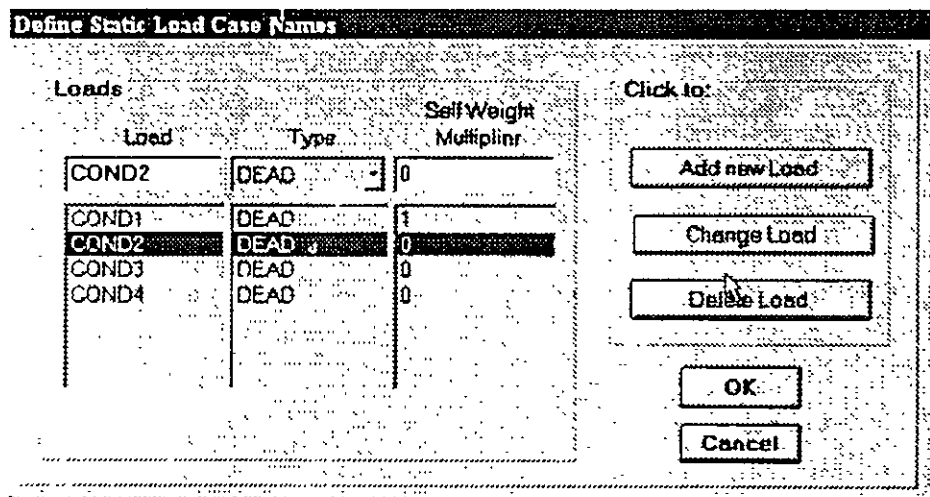 Define Static Load Case Names
Loads
Load
Type
Self Weight
Multiplier
COND2 DEAD 0
COND1 DEAD 1
COND2 DEAD 0
COND3 DEAD 0
COND4 DEAD 0
Click to:
Add new Load
Change Load
Delete Load
OK
Cancel